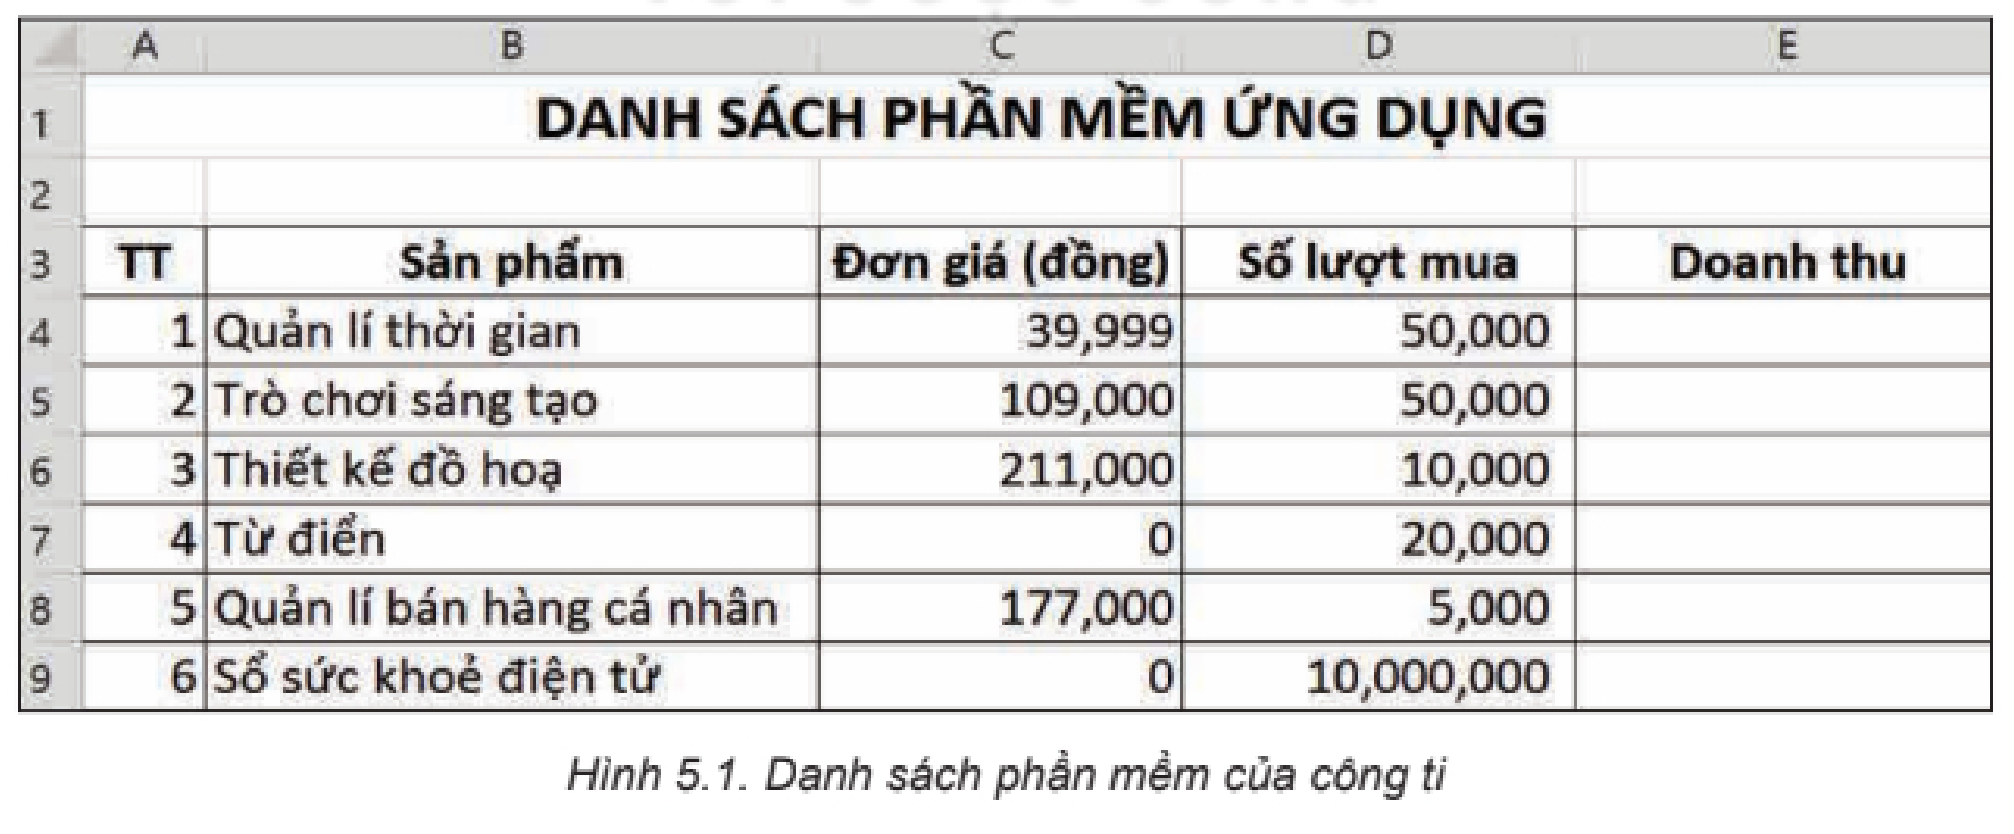 A B C D E
1 DANH SÁCH PHẦN MỀM ỨNG DỤNG
2
3 TT Sản phẩm Đơn giá (đồng) Số lượt mua Doanh thu
4 1 Quản lí thời gian 39,999 50,000
5 2 Trò chơi sáng tạo 109,000 50,000
6 3 Thiết kế đồ hoạ 211,000 10,000
7 4 Từ điển 0 20,000
8 5 Quản lí bán hàng cá nhân 177,000 5,000
9 6 Sổ sức khoẻ điện tử 0 10,000,000
Hình 5.1. Danh sách phần mềm của công ti